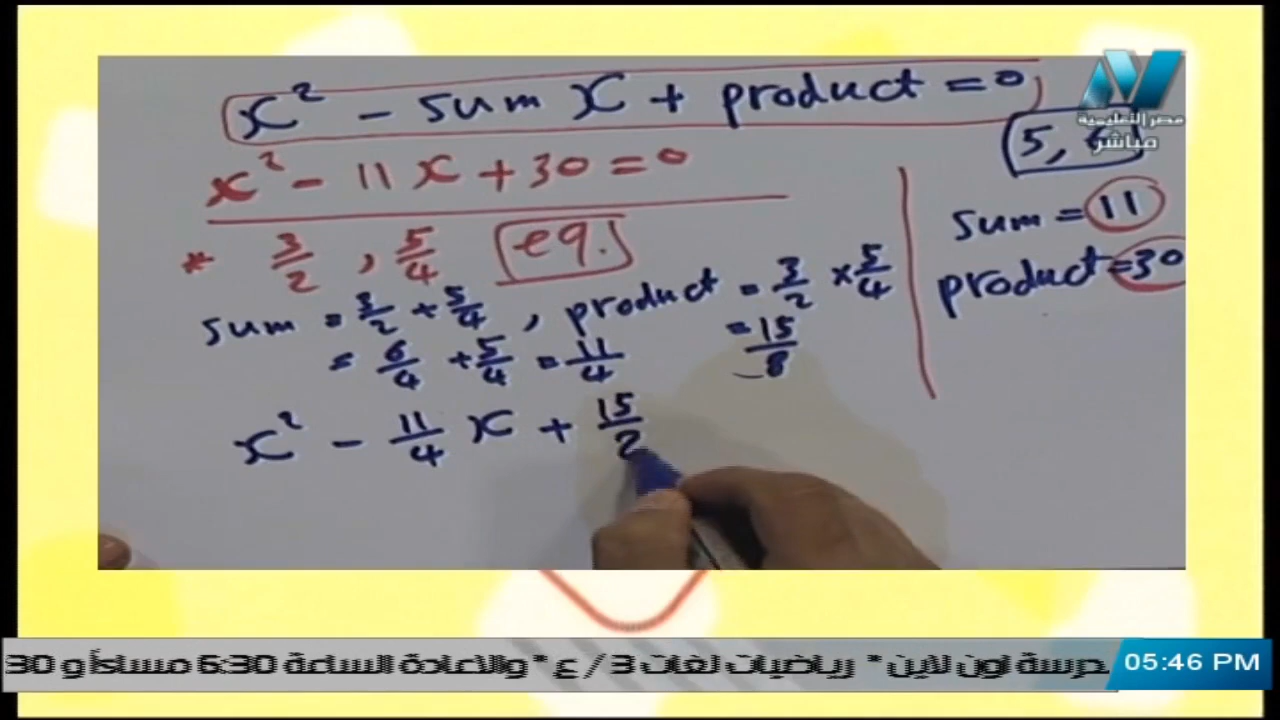 x² - sum x + product = 0
x² - 11x + 30 = 0
* 3/2 , 5/4 eq.
sum = 3/2 + 5/4 , product = 3/2 × 5/4
= 6/4 + 5/4 = 11/4 = 15/8
x² - 11/4 x + 15/2
5,
sum = 11
product = 30
مصر التعليمية
مباشر
مدرسة اون لاين " رياضيات لغات 3 / ع " والاعادة الساعة 6:30 مساءً و 30
05:46 PM